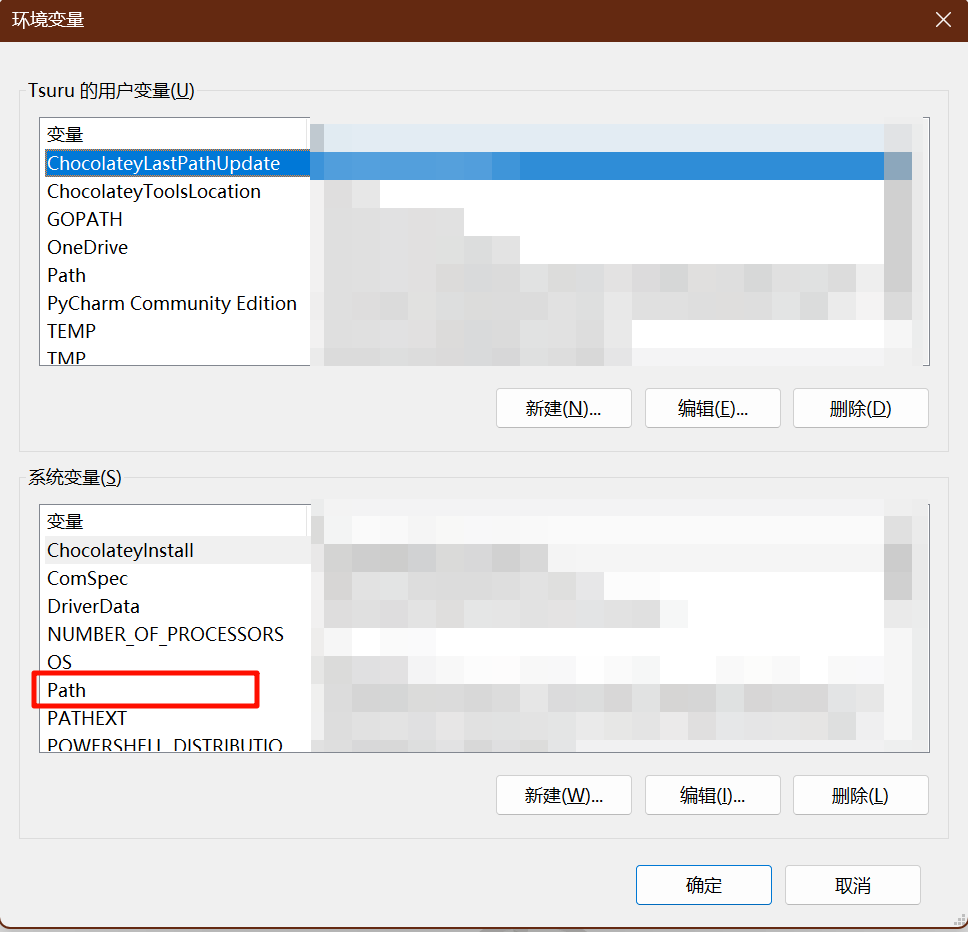 环境变量
Tsuru 的用户变量(U)
变量
ChocolateyLastPathUpdate
ChocolateyToolsLocation
GOPATH
OneDrive
Path
PyCharm Community Edition
TEMP
TMP
新建(N)... 编辑(E)... 删除(D)
系统变量(S)
变量
ChocolateyInstall
ComSpec
DriverData
NUMBER_OF_PROCESSORS
OS
Path
PATHEXT
POWERSHELL_DISTRIBUTIO
新建(W)... 编辑(I)... 删除(L)
确定 取消